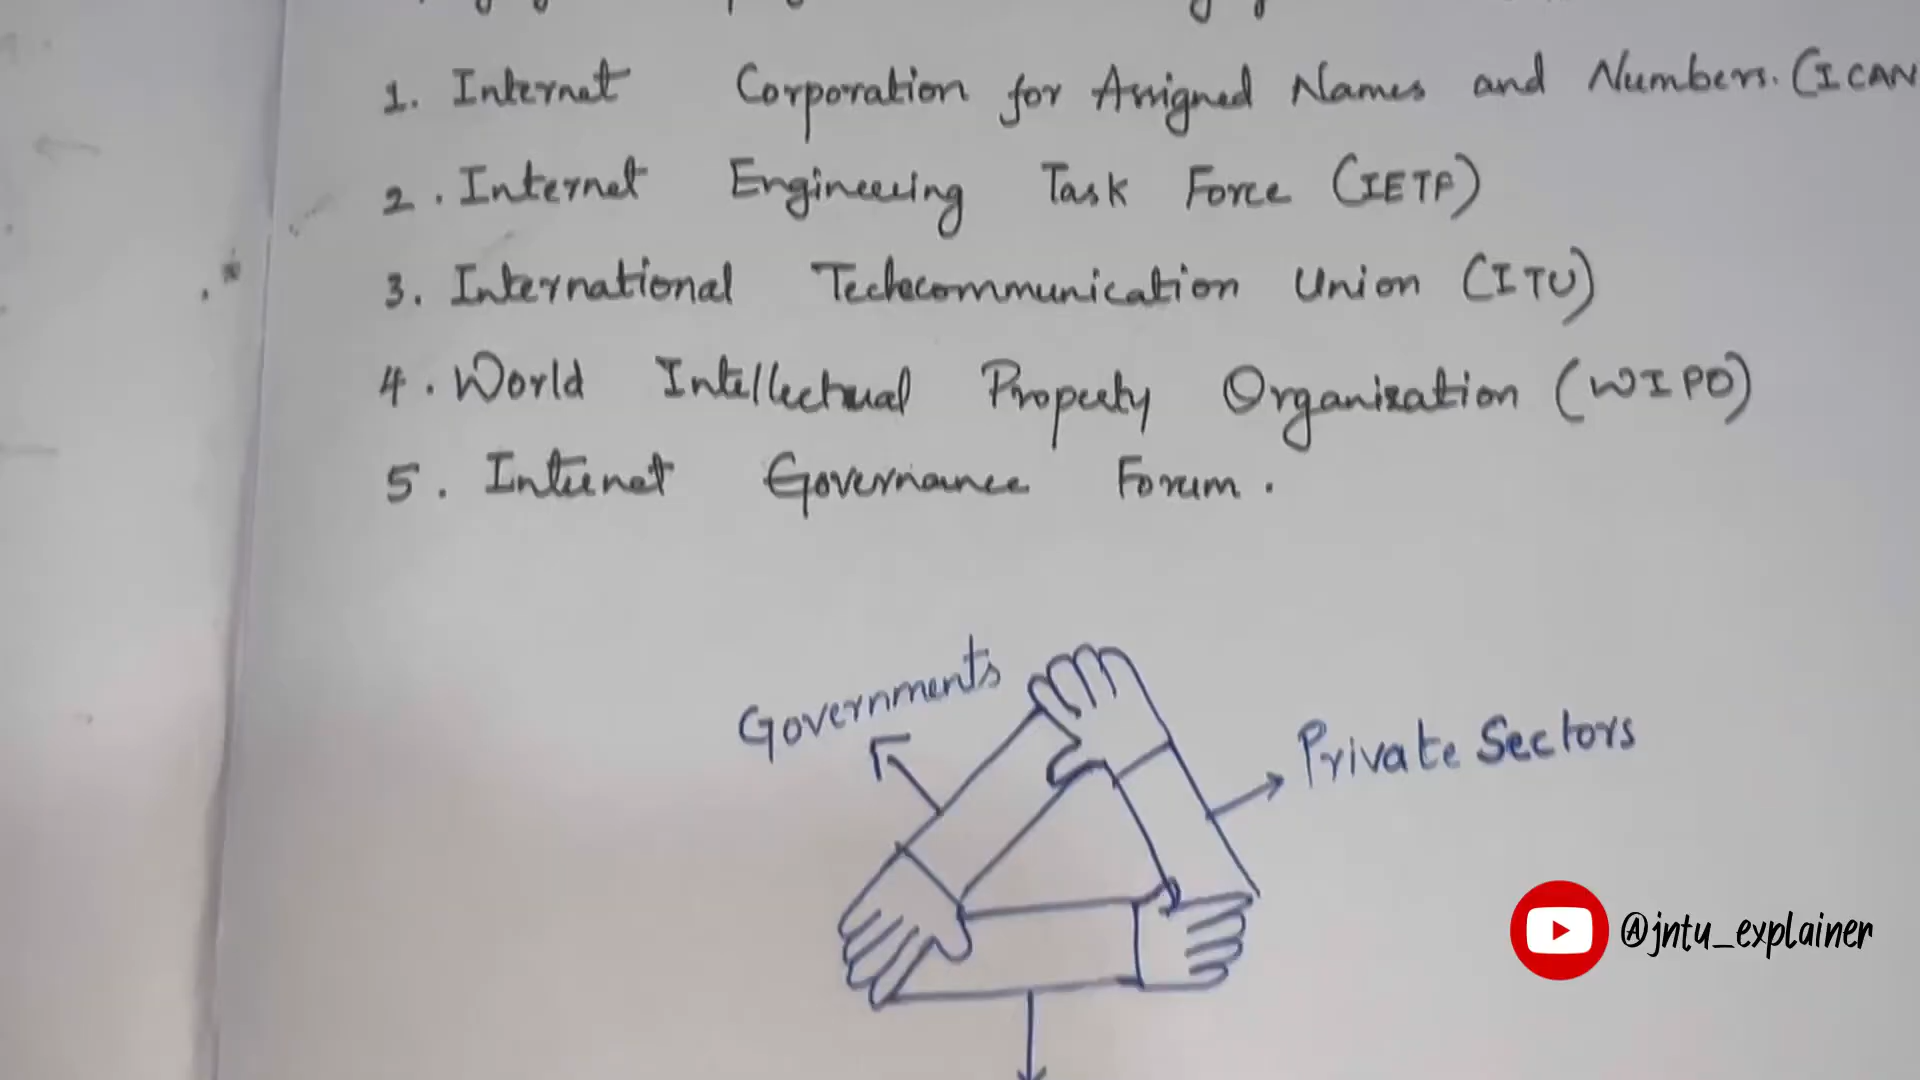 1. Internet Corporation for Assigned Names and Numbers. (ICAN
2. Internet Engineering Task Force (IETF)
3. International Telecommunication Union (ITU)
4. World Intellectual Property Organization (WIPO)
5. Internet Governance Forum.
Governments
Private Sectors
@jntu_explainer